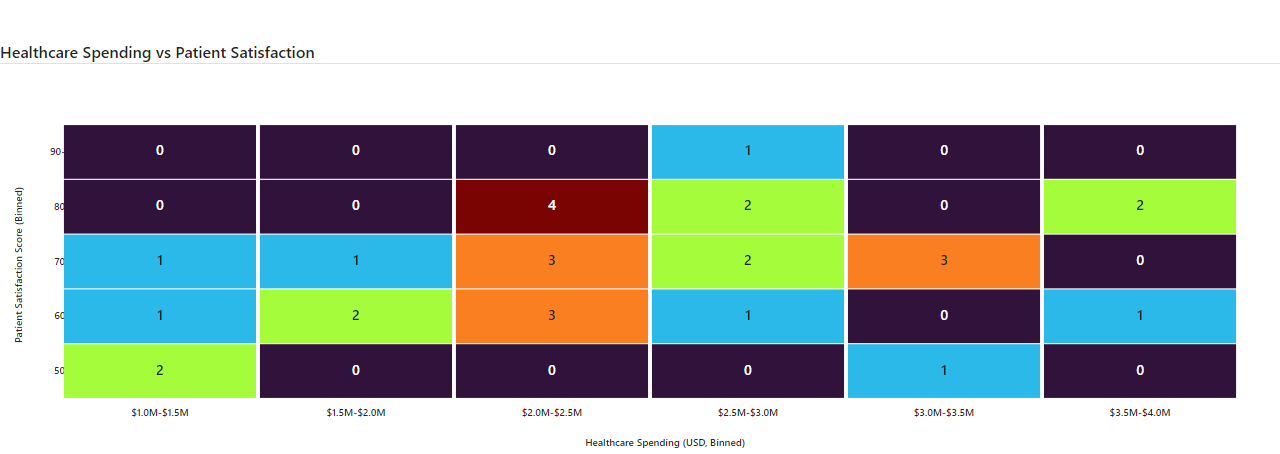 Healthcare Spending vs Patient Satisfaction
Patient Satisfaction Score (Binned)
90 0 0 0 1 0 0
80 0 0 4 2 0 2
70 1 1 3 2 3 0
60 1 2 3 1 0 1
50 2 0 0 0 1 0
$1.0M-$1.5M $1.5M-$2.0M $2.0M-$2.5M $2.5M-$3.0M $3.0M-$3.5M $3.5M-$4.0M
Healthcare Spending (USD, Binned)